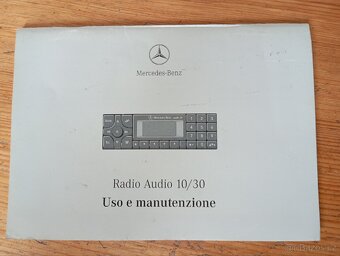 Mercedes-Benz
Radio Audio 10/30
Uso e manutenzione